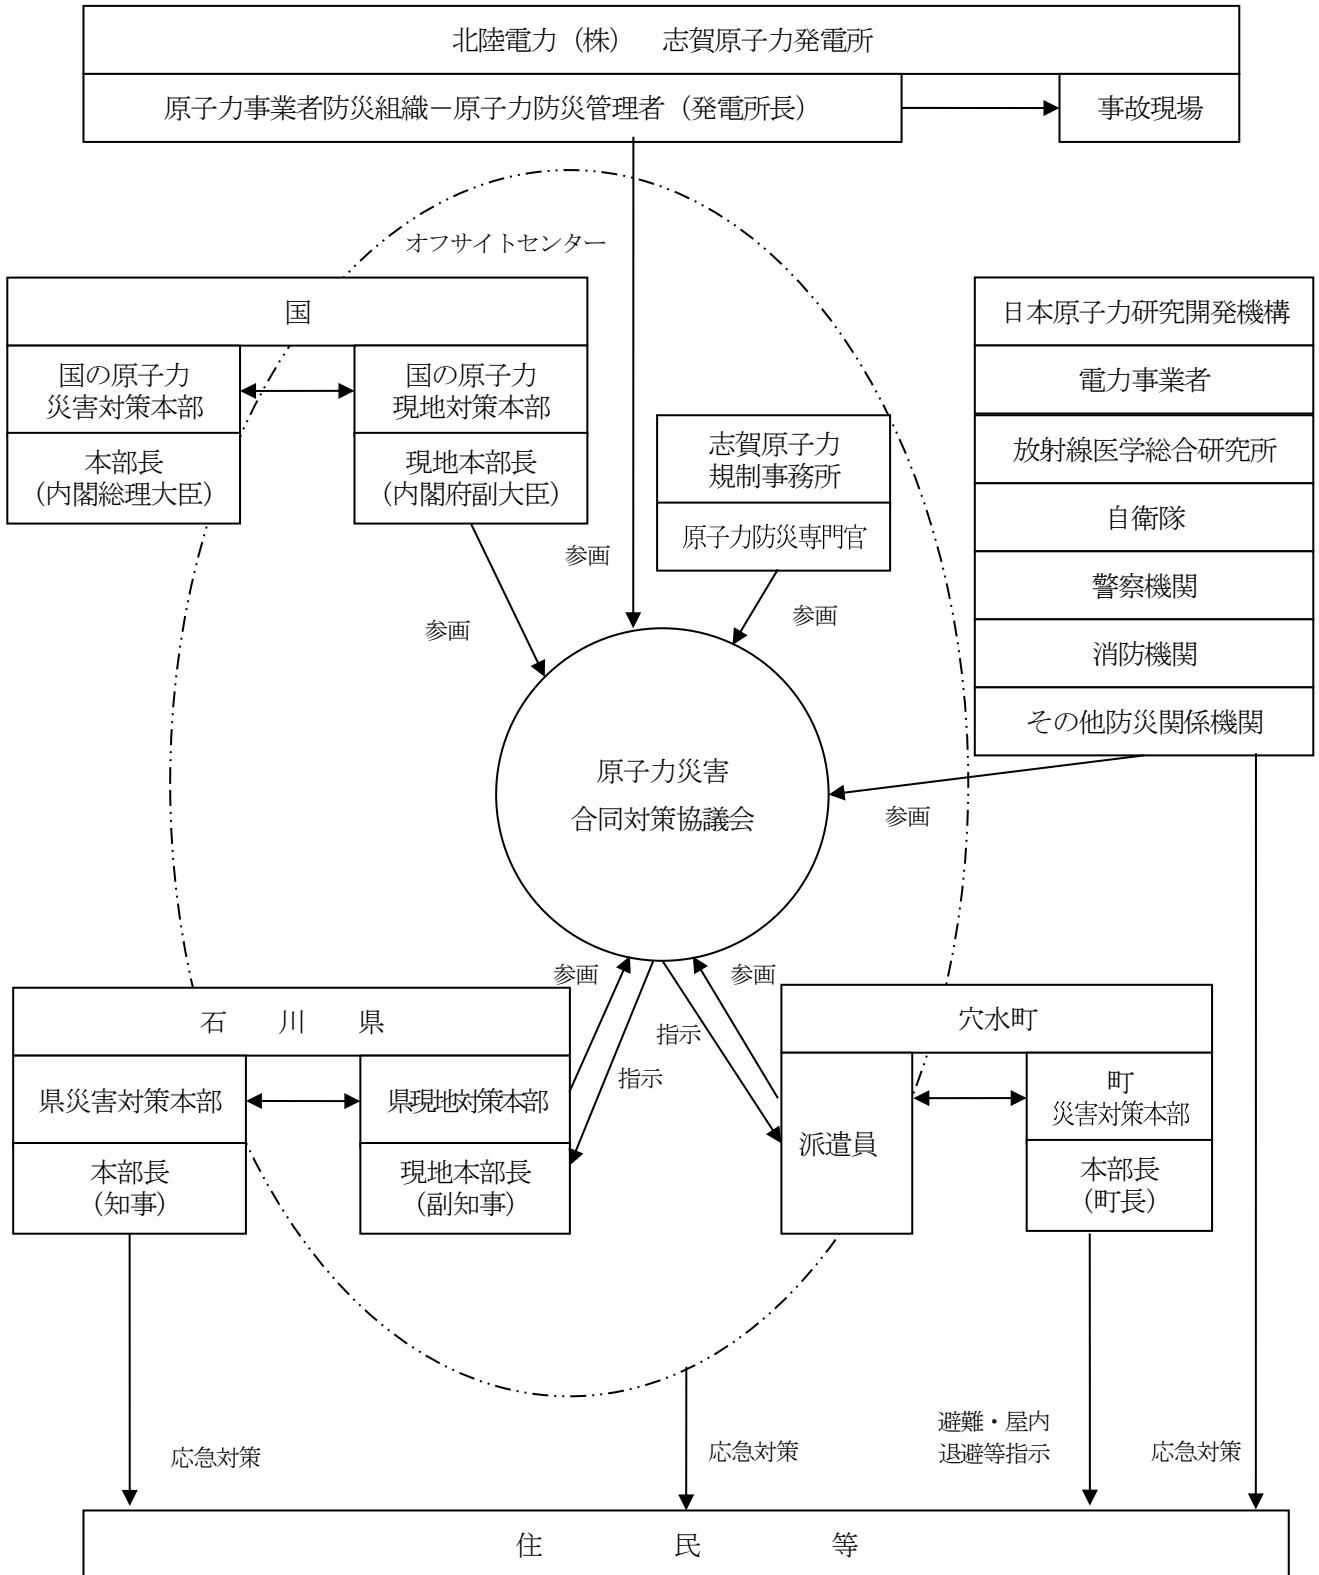 北陸電力（株）　志賀原子力発電所
原子力事業者防災組織－原子力防災管理者（発電所長）
事故現場
オフサイトセンター
国
国の原子力
災害対策本部
本部長
（内閣総理大臣）
国の原子力
現地対策本部
現地本部長
（内閣府副大臣）
参画
参画
志賀原子力
規制事務所
原子力防災専門官
参画
日本原子力研究開発機構
電力事業者
放射線医学総合研究所
自衛隊
警察機関
消防機関
その他防災関係機関
参画
原子力災害
合同対策協議会
参画
参画
指示
指示
石　川　県
県災害対策本部
本部長
（知事）
県現地対策本部
現地本部長
（副知事）
穴水町
派遣員
町
災害対策本部
本部長
（町長）
応急対策
応急対策
避難・屋内
退避等指示
応急対策
住　民　等